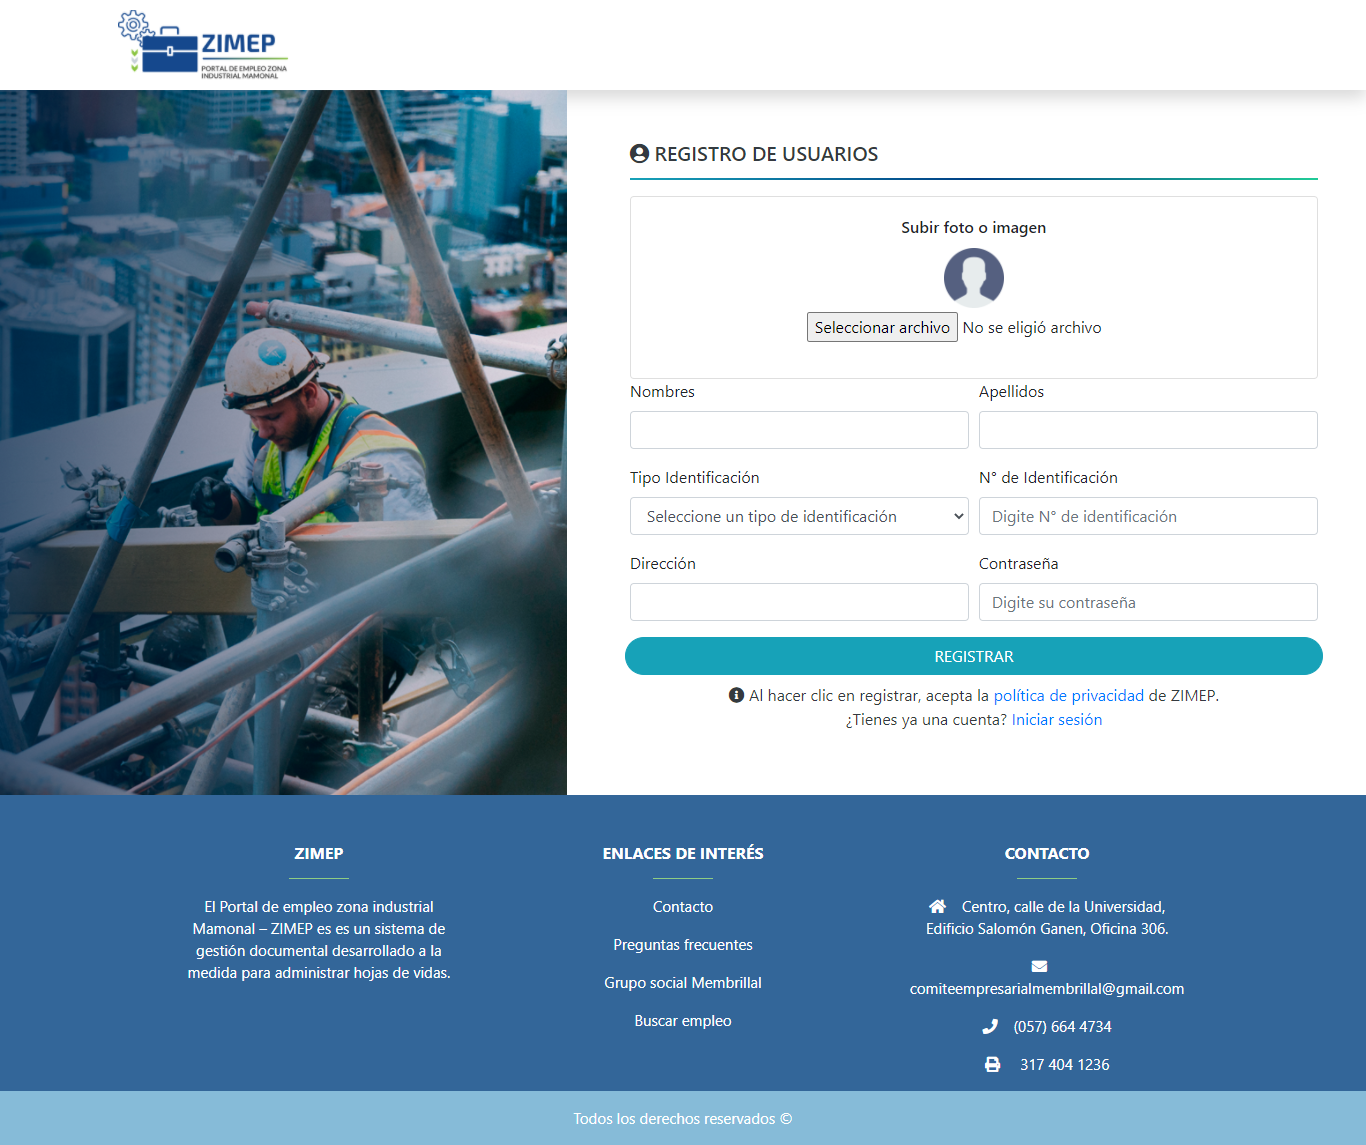 ZIMEP
PORTAL DE EMPLEO ZONA
INDUSTRIAL MAMONAL
REGISTRO DE USUARIOS
Subir foto o imagen
Seleccionar archivo No se eligió archivo
Nombres Apellidos
Tipo Identificación N° de Identificación
Seleccione un tipo de identificación Digite N° de identificación
Dirección Contraseña
Digite su contraseña
REGISTRAR
Al hacer clic en registrar, acepta la política de privacidad de ZIMEP.
¿Tienes ya una cuenta? Iniciar sesión
ZIMEP
El Portal de empleo zona industrial
Mamonal – ZIMEP es es un sistema de
gestión documental desarrollado a la
medida para administrar hojas de vidas.
ENLACES DE INTERÉS
Contacto
Preguntas frecuentes
Grupo social Membrillal
Buscar empleo
CONTACTO
Centro, calle de la Universidad,
Edificio Salomón Ganen, Oficina 306.
comiteempresarialmembrillal@gmail.com
(057) 664 4734
317 404 1236
Todos los derechos reservados ©